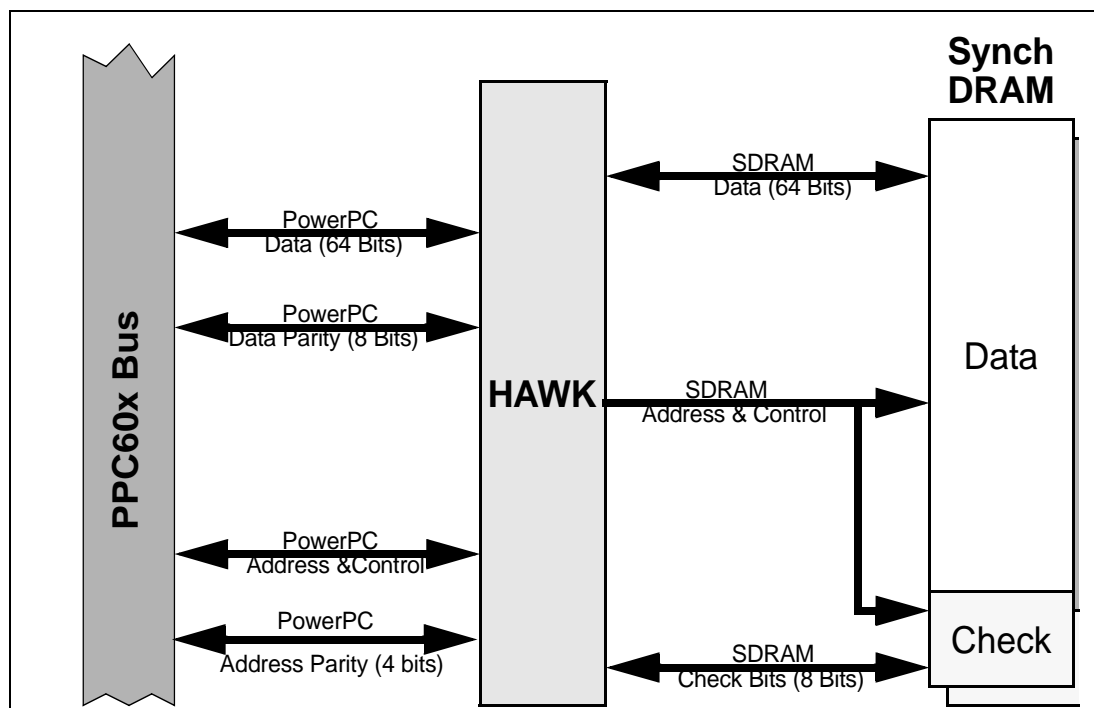 Synch
DRAM
SDRAM
Data (64 Bits)
PowerPC
Data (64 Bits)
PowerPC
Data Parity (8 Bits)
PPC60x Bus
HAWK
SDRAM
Address & Control
Data
PowerPC
Address &Control
PowerPC
Address Parity (4 bits)
SDRAM
Check Bits (8 Bits)
Check